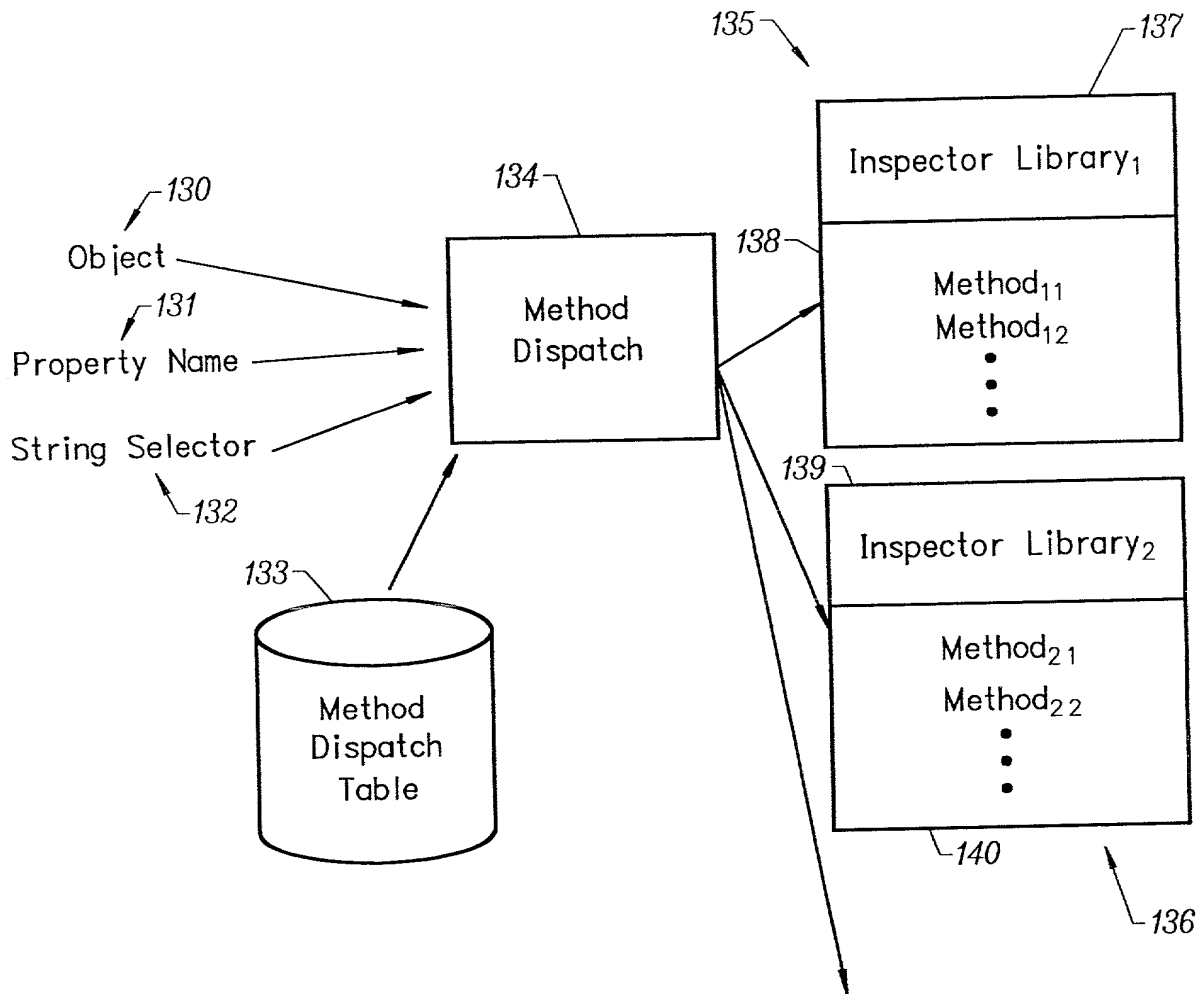 135
137
Inspector Library₁
130
134
138
Object
Method₁₁
Method₁₂
131
Method
Dispatch
Property Name
String Selector
132
139
Inspector Library₂
133
Method₂₁
Method₂₂
Method
Dispatch
Table
140
136